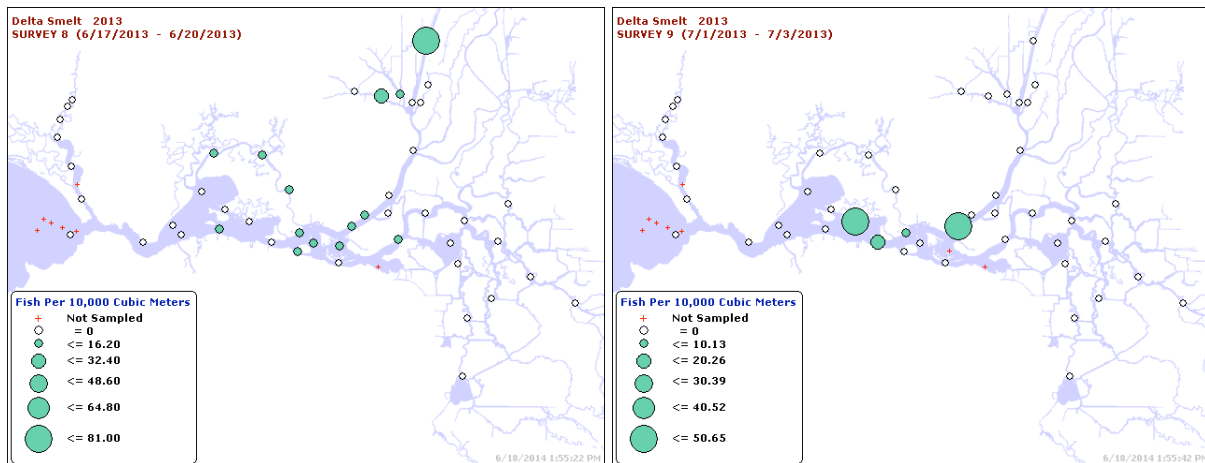 Delta Smelt 2013
SURVEY 8 (6/17/2013 - 6/20/2013)
Fish Per 10,000 Cubic Meters
Not Sampled
= 0
<= 16.20
<= 32.40
<= 48.60
<= 64.80
<= 81.00
6/18/2014 1:55:22 PM
Delta Smelt 2013
SURVEY 9 (7/1/2013 - 7/3/2013)
Fish Per 10,000 Cubic Meters
Not Sampled
= 0
<= 10.13
<= 20.26
<= 30.39
<= 40.52
<= 50.65
6/18/2014 1:55:42 PM